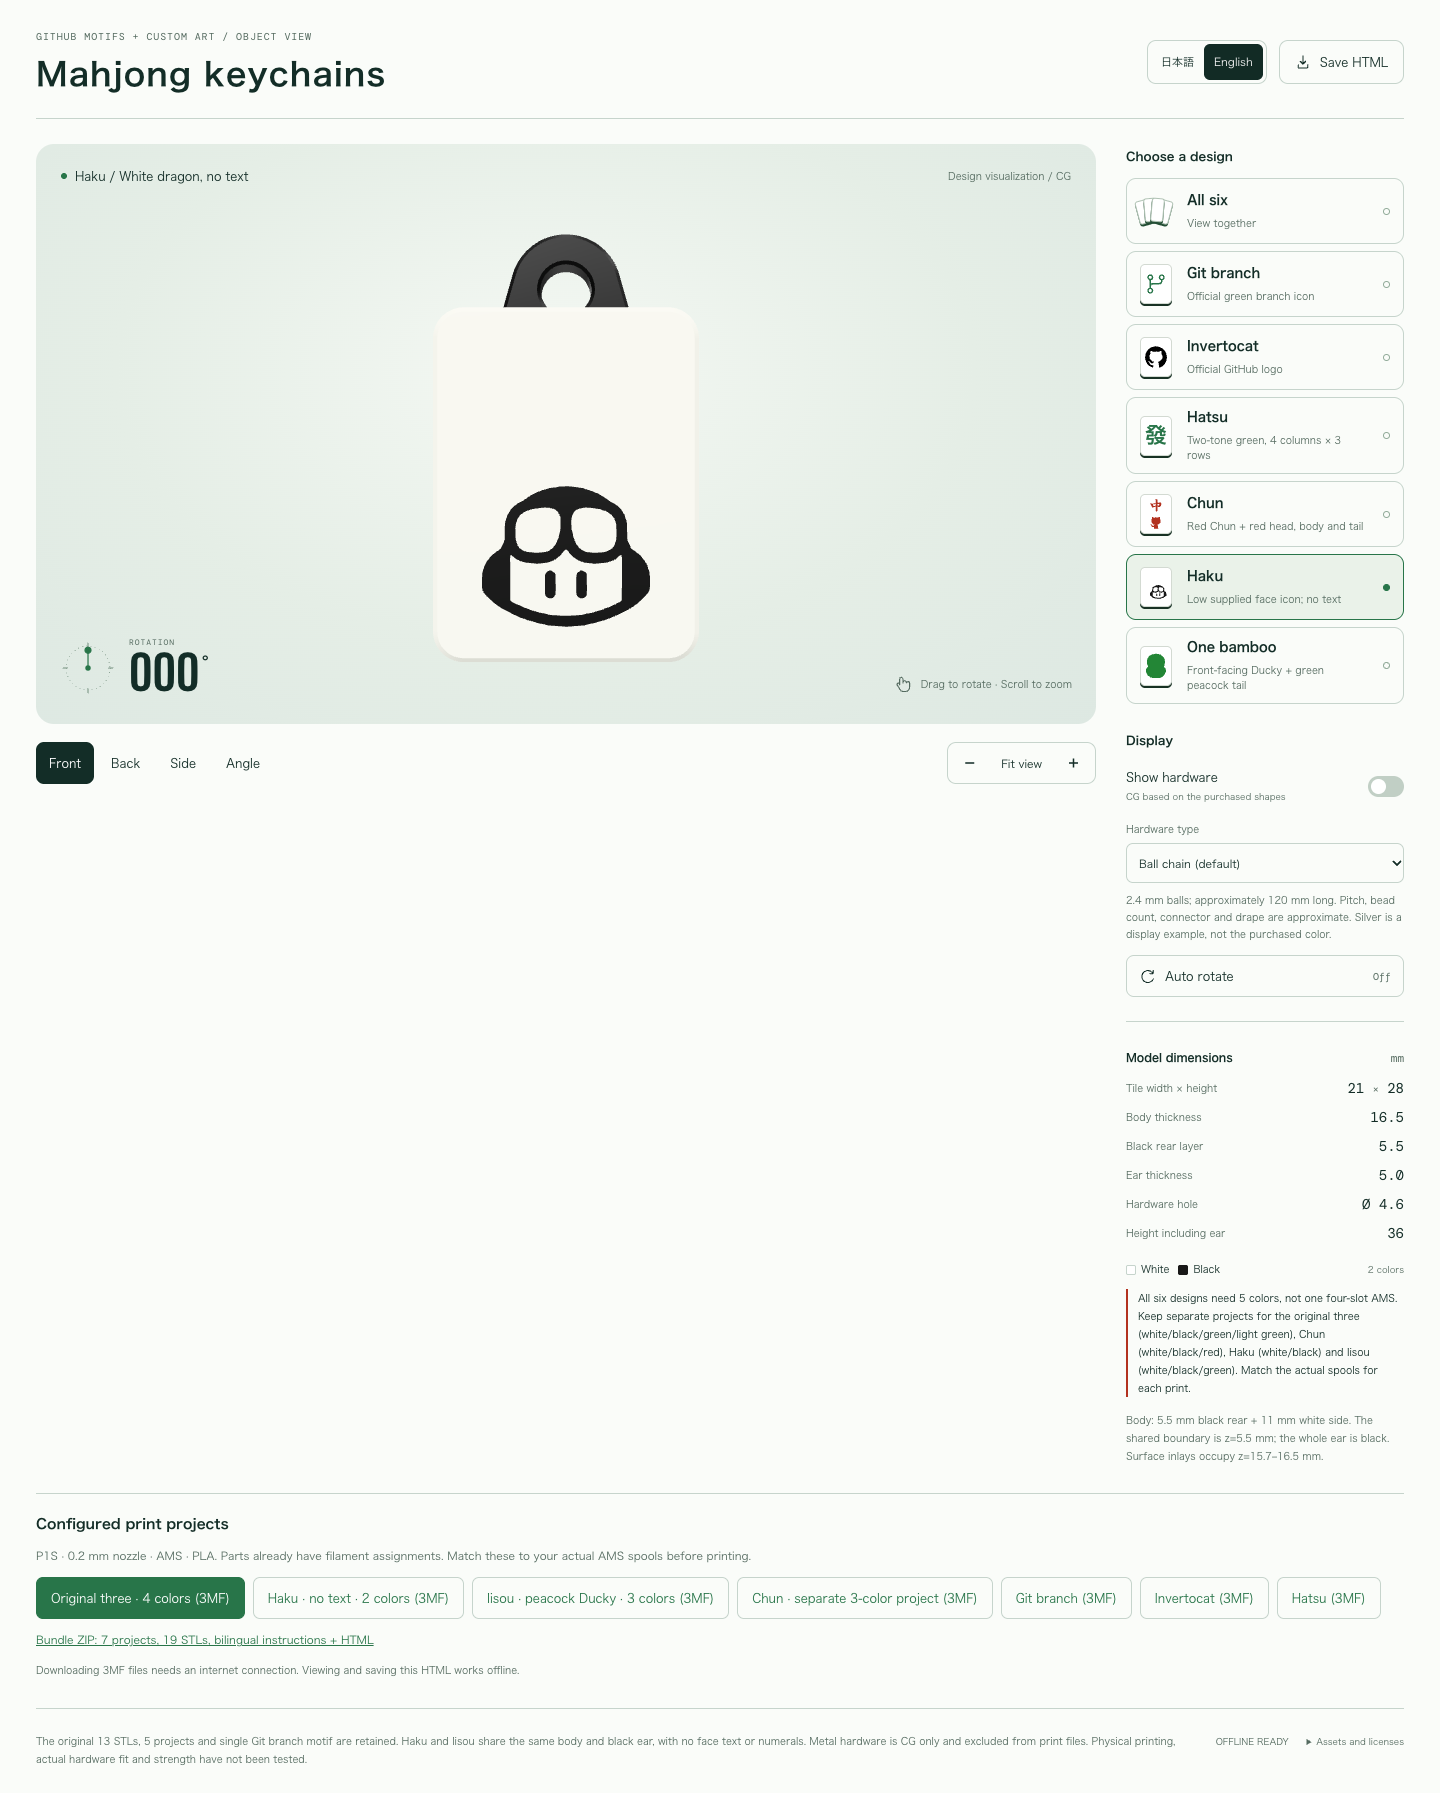 GITHUB MOTIFS + CUSTOM ART / OBJECT VIEW
Mahjong keychains
日本語
English
Save HTML
Haku / White dragon, no text
Design visualization / CG
ROTATION
000°
Drag to rotate · Scroll to zoom
Front
Back
Side
Angle
−
Fit view
+
Choose a design
All six
View together
Git branch
Official green branch icon
Invertocat
Official GitHub logo
發
Hatsu
Two-tone green, 4 columns × 3
rows
中
Chun
Red Chun + red head, body and tail
Haku
Low supplied face icon; no text
One bamboo
Front-facing Ducky + green
peacock tail
Display
Show hardware
CG based on the purchased shapes
Hardware type
Ball chain (default)
2.4 mm balls; approximately 120 mm long. Pitch, bead
count, connector and drape are approximate. Silver is a
display example, not the purchased color.
Auto rotate
Off
Model dimensions
mm
Tile width × height
21 × 28
Body thickness
16.5
Black rear layer
5.5
Ear thickness
5.0
Hardware hole
Ø 4.6
Height including ear
36
White
Black
2 colors
All six designs need 5 colors, not one four-slot AMS.
Keep separate projects for the original three
(white/black/green/light green), Chun
(white/black/red), Haku (white/black) and Iisou
(white/black/green). Match the actual spools for
each print.
Body: 5.5 mm black rear + 11 mm white side. The
shared boundary is z=5.5 mm; the whole ear is black.
Surface inlays occupy z=15.7–16.5 mm.
Configured print projects
P1S · 0.2 mm nozzle · AMS · PLA. Parts already have filament assignments. Match these to your actual AMS spools before printing.
Original three · 4 colors (3MF)
Haku · no text · 2 colors (3MF)
Iisou · peacock Ducky · 3 colors (3MF)
Chun · separate 3-color project (3MF)
Git branch (3MF)
Invertocat (3MF)
Hatsu (3MF)
Bundle ZIP: 7 projects, 19 STLs, bilingual instructions + HTML
Downloading 3MF files needs an internet connection. Viewing and saving this HTML works offline.
The original 13 STLs, 5 projects and single Git branch motif are retained. Haku and Iisou share the same body and black ear, with no face text or numerals. Metal hardware is CG only and excluded from print files. Physical printing,
actual hardware fit and strength have not been tested.
OFFLINE READY
▶ Assets and licenses